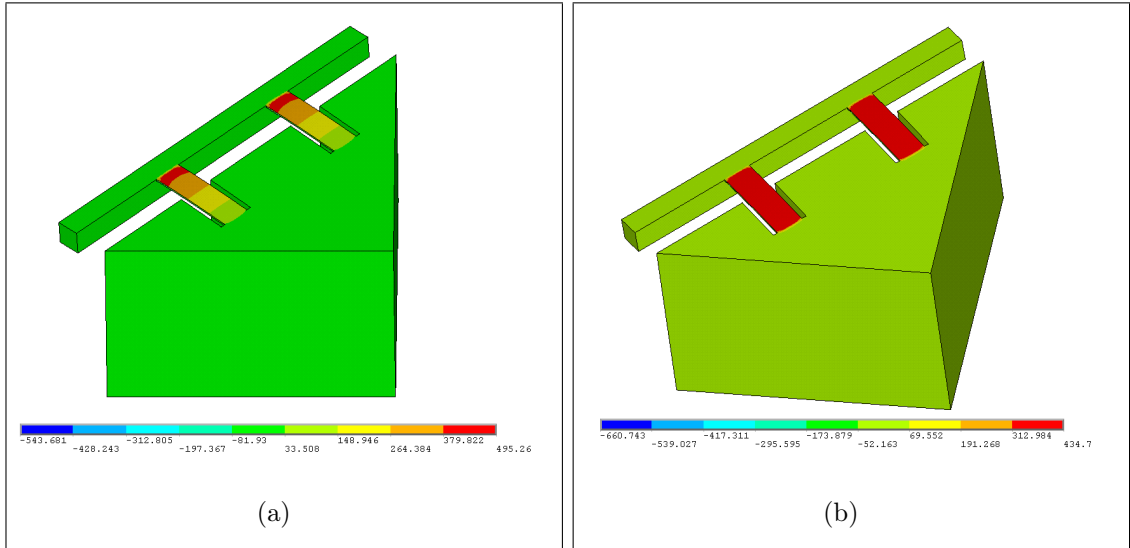 -543.681 -312.805 -81.93 148.946 379.822
-428.243 -197.367 33.508 264.384 495.26
(a)
-660.743 -417.311 -173.879 69.552 312.984
-539.027 -295.595 -52.163 191.268 434.7
(b)